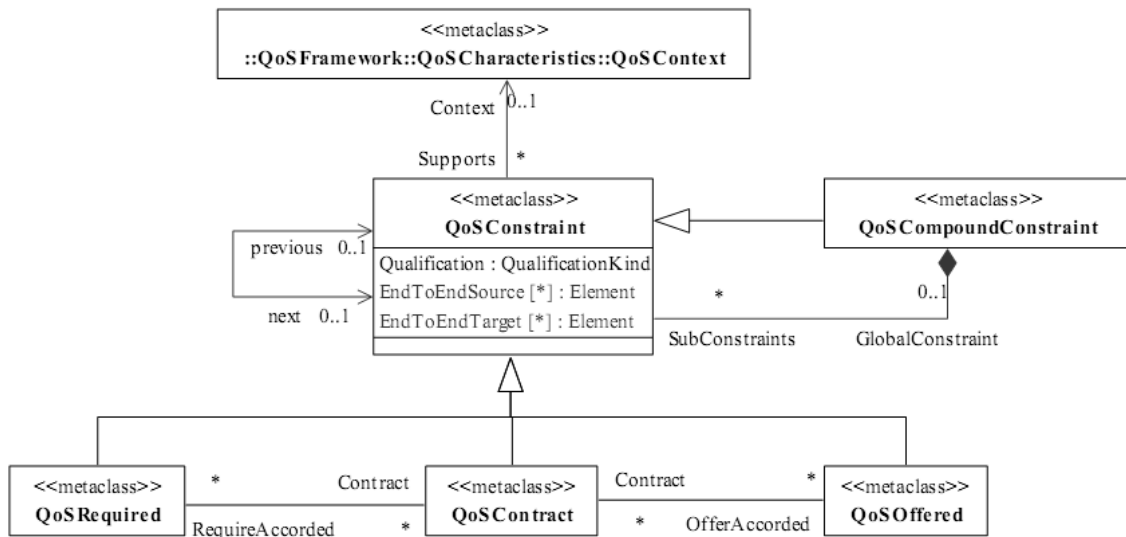 <<metaclass>>
::QoSFramework::QoSCharacteristics::QoSContext
Context 0..1
Supports *
<<metaclass>>
QoSConstraint
<<metaclass>>
QoSCompoundConstraint
previous 0..1
Qualification : QualificationKind
EndToEndSource [*] : Element
* 0..1
next 0..1
EndToEndTarget [*] : Element
SubConstraints GlobalConstraint
<<metaclass>>
QoSRequired
* Contract
RequireAccorded *
<<metaclass>>
QoSContract
Contract *
* OfferAccorded
<<metaclass>>
QoSOffered